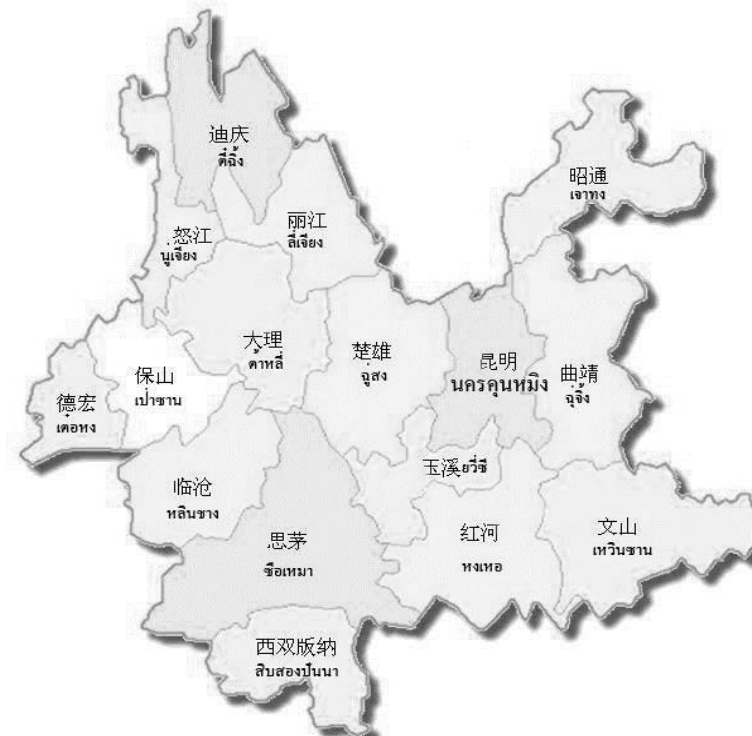 迪庆
ตี๋ฉิ้ง
昭通
เจาทง
怒江
นู่เจียง
丽江
ลี่เจียง
大理
ต้าหลี่
楚雄
ฉู่สง
昆明
นครคุนหมิง
曲靖
ฉุ่จิ้ง
保山
เป่าซาน
德宏
เต๋อหง
玉溪ยวี่ซี
临沧
หลินชาง
思茅
ซือเหมา
红河
หงเหอ
文山
เหวินซาน
西双版纳
สิบสองปันนา